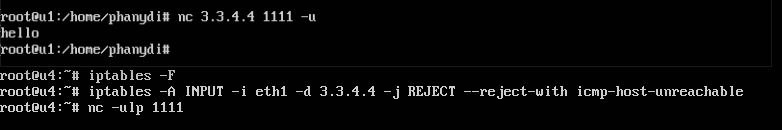 root@u1:/home/phanydi# nc 3.3.4.4 1111 -u
hello
root@u1:/home/phanydi#
root@u4:~# iptables -F
root@u4:~# iptables -A INPUT -i eth1 -d 3.3.4.4 -j REJECT --reject-with icmp-host-unreachable
root@u4:~# nc -ulp 1111